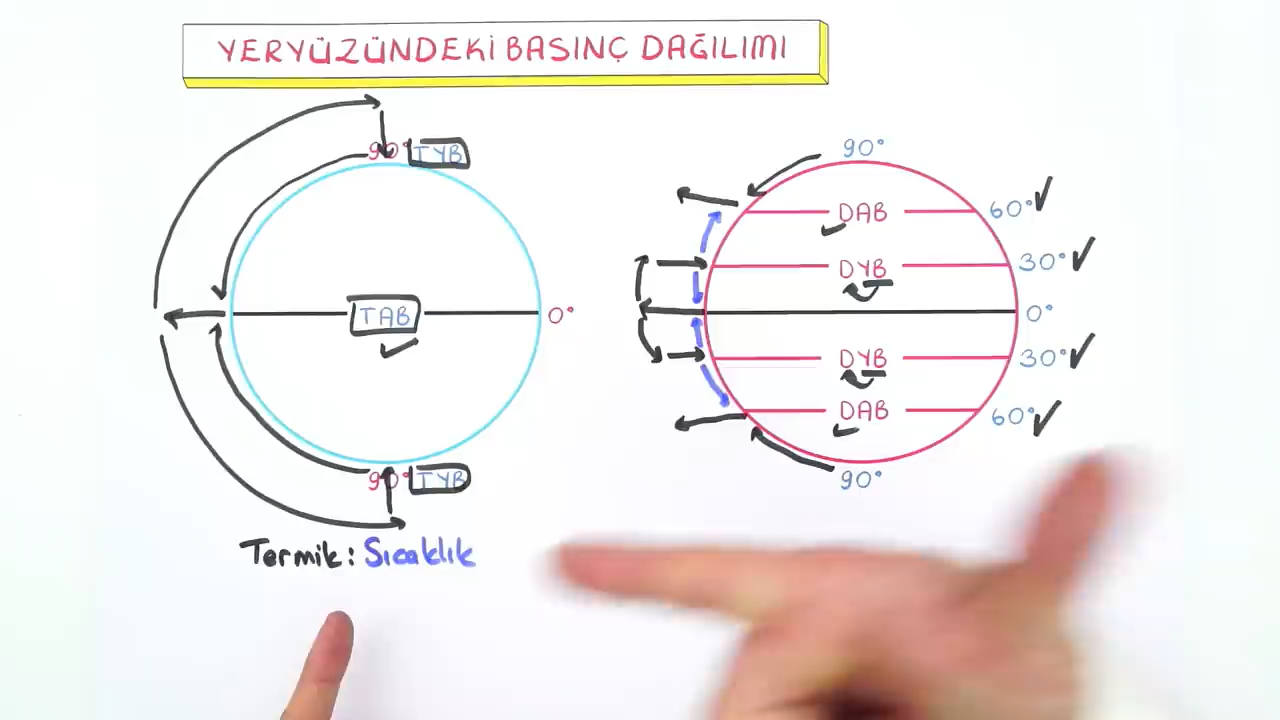 YERYÜZÜNDEKİ BASINÇ DAĞILIMI
90° TYB
TAB
0°
90° TYB
Termik: Sıcaklık
90°
DAB 60°
DYB 30°
0°
DYB 30°
DAB 60°
90°